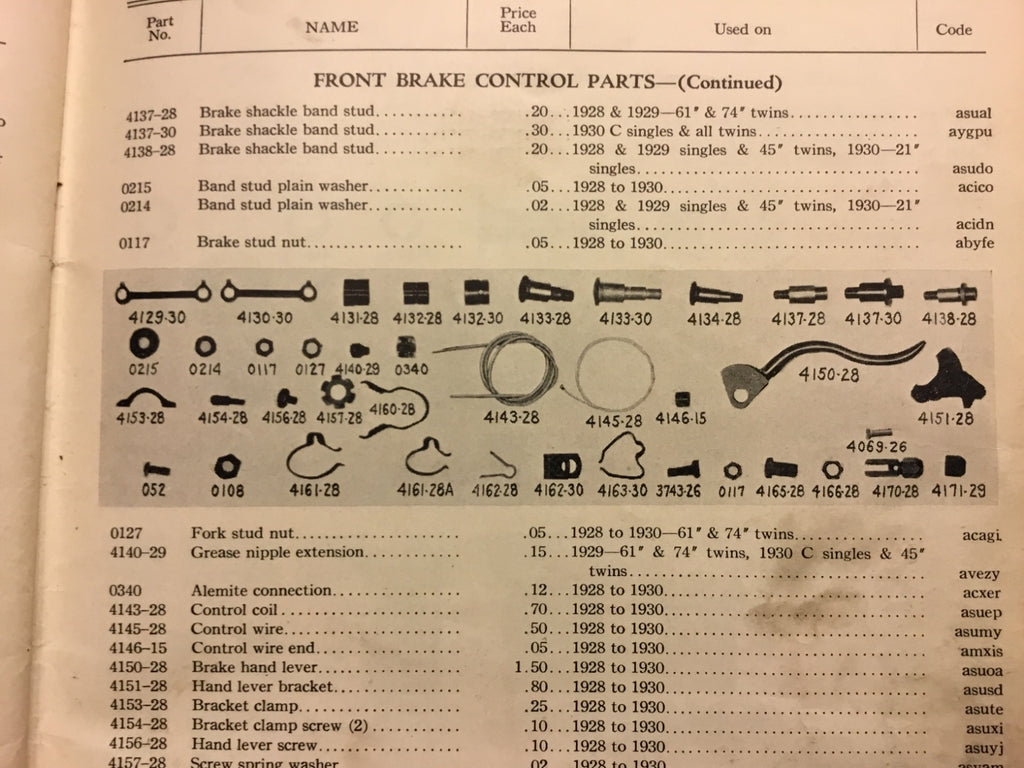 Part No. NAME Price Each Used on Code
FRONT BRAKE CONTROL PARTS—(Continued)
4137–28 Brake shackle band stud.......... .20...1928 & 1929—61″ & 74″ twins................ asual
4137–30 Brake shackle band stud.......... .30...1930 C singles & all twins.................... aygpu
4138–28 Brake shackle band stud.......... .20...1928 & 1929 singles & 45″ twins, 1930—21″
singles.................................... asudo
0215 Band stud plain washer........... .05...1928 to 1930................................ acico
0214 Band stud plain washer........... .02...1928 & 1929 singles & 45″ twins, 1930—21″
singles.................................... acidn
0117 Brake stud nut.................. .05...1928 to 1930................................ abyfe
4129-30 4130-30 4131-28 4132-28 4132-30 4133-28 4133-30 4134-28 4137-28 4137-30 4138-28
0215 0214 0117 0127 4140-29 0340 4150-28
4153-28 4154-28 4156-28 4157-28 4160-28 4143-28 4145-28 4146-15 4151-28
4069-26
052 0108 4161-28 4161-28A 4162-28 4162-30 4163-30 3743-26 0117 4165-28 4166-28 4170-28 4171-29
0127 Fork stud nut.................... .05...1928 to 1930—61″ & 74″ twins................ acagi
4140–29 Grease nipple extension........... .15...1929—61″ & 74″ twins, 1930 C singles & 45″
twins..................................... avezy
0340 Alemite connection............... .12...1928 to 1930................................ acxer
4143–28 Control coil..................... .70...1928 to 1930................................ asuep
4145–28 Control wire..................... .50...1928 to 1930................................ asumy
4146–15 Control wire end................. .05...1928 to 1930................................ amxis
4150–28 Brake hand lever................. 1.50...1928 to 1930................................ asuoa
4151–28 Hand lever bracket............... .80...1928 to 1930................................ asusd
4153–28 Bracket clamp.................... .25...1928 to 1930................................ asute
4154–28 Bracket clamp screw (2).......... .10...1928 to 1930................................ asuxi
4156–28 Hand lever screw................. .10...1928 to 1930................................ asuyj
4157–28 Screw spring washer .02 1928 to 1930